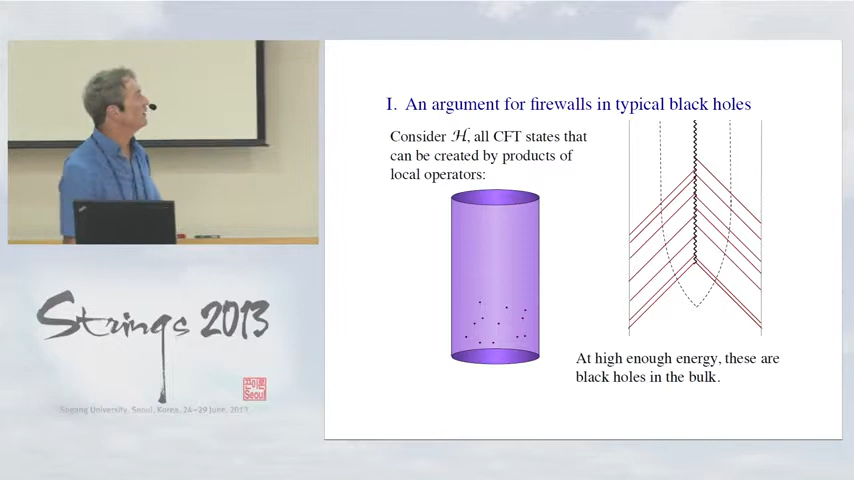 I. An argument for firewalls in typical black holes
Consider ℋ, all CFT states that
can be created by products of
local operators:
At high enough energy, these are
black holes in the bulk.
Strings 2013
Sogang University, Seoul, Korea, 24-29 June, 2013
Seoul